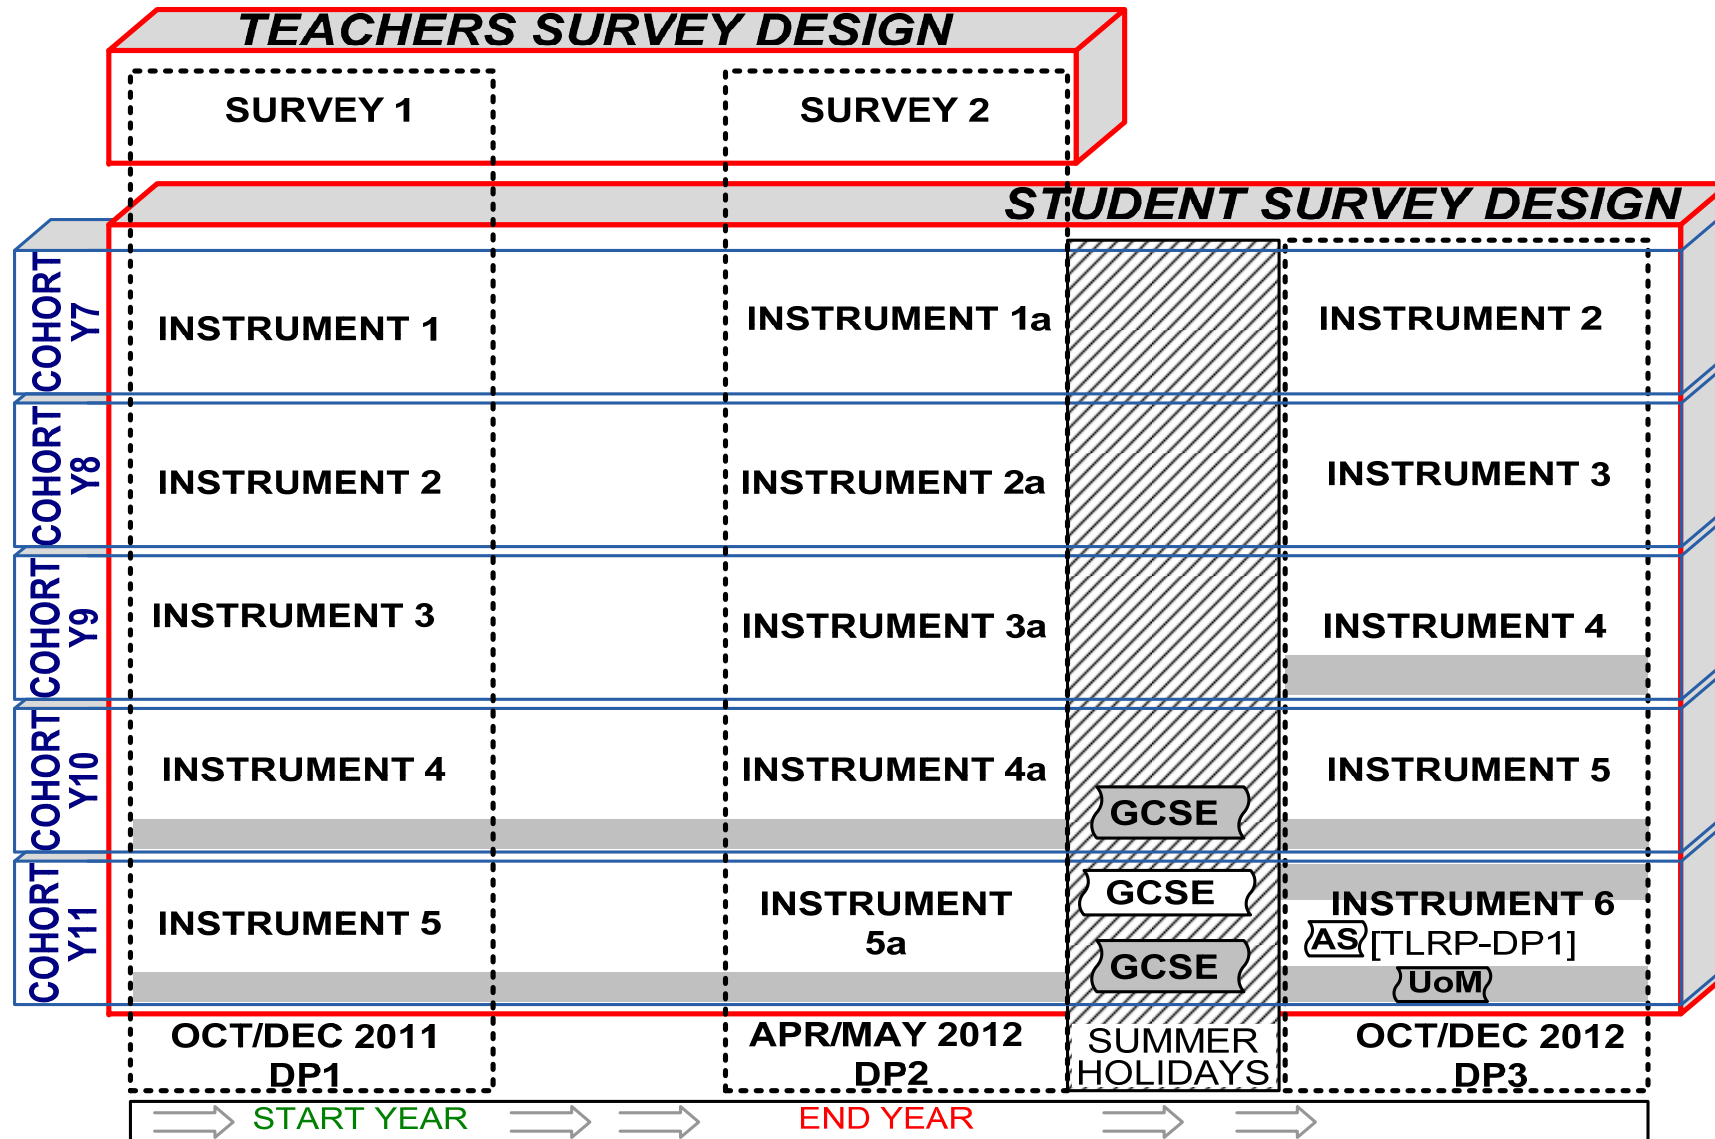 TEACHERS SURVEY DESIGN
SURVEY 1
SURVEY 2
STUDENT SURVEY DESIGN
COHORT
Y7
INSTRUMENT 1
INSTRUMENT 1a
INSTRUMENT 2
COHORT
Y8
INSTRUMENT 2
INSTRUMENT 2a
INSTRUMENT 3
COHORT
Y9
INSTRUMENT 3
INSTRUMENT 3a
INSTRUMENT 4
COHORT
Y10
INSTRUMENT 4
INSTRUMENT 4a
GCSE
INSTRUMENT 5
COHORT
Y11
INSTRUMENT 5
INSTRUMENT
5a
GCSE
GCSE
INSTRUMENT 6
AS [TLRP-DP1]
UoM
OCT/DEC 2011
DP1
APR/MAY 2012
DP2
SUMMER
HOLIDAYS
OCT/DEC 2012
DP3
START YEAR
END YEAR